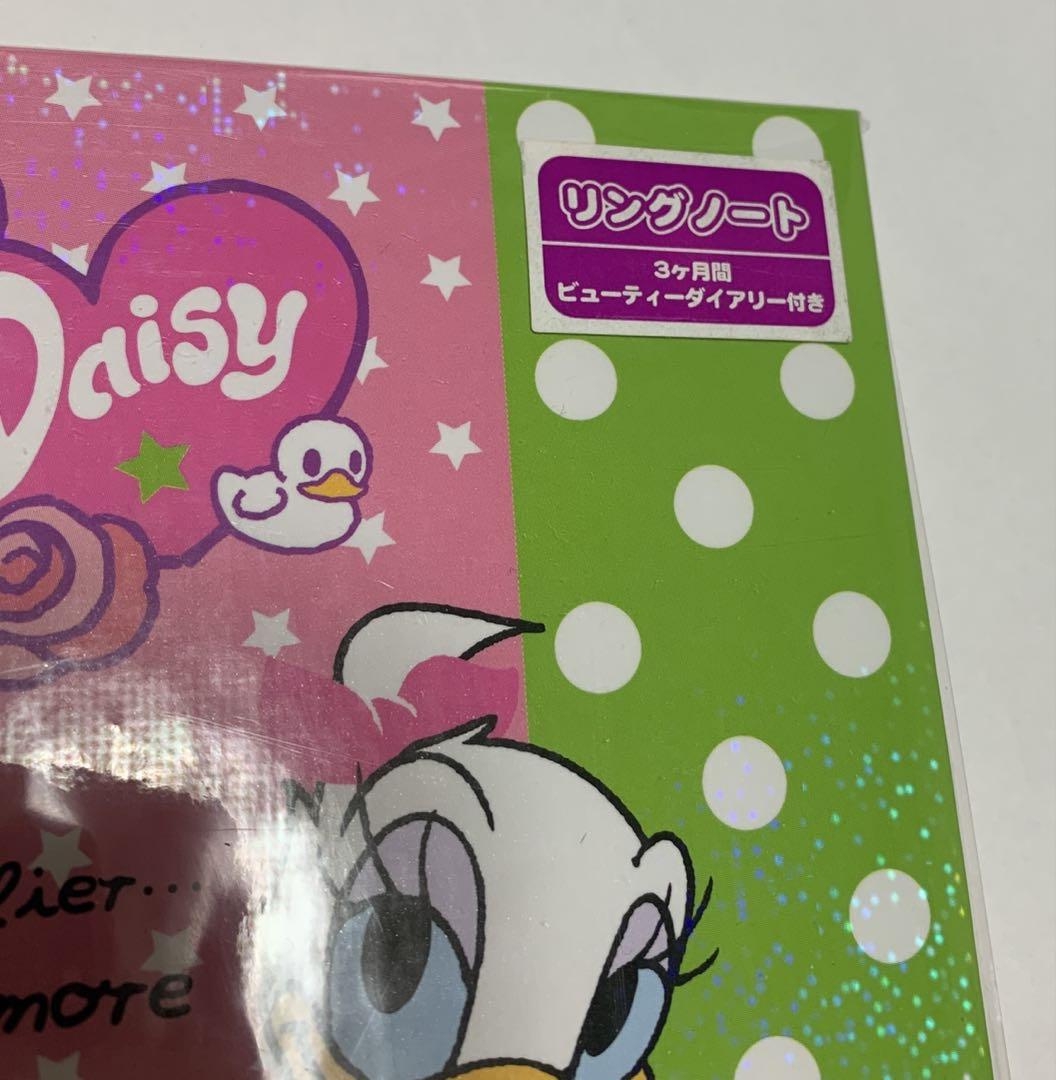 Daisy
リングノート
3ヶ月間
ビューティーダイアリー付き
more